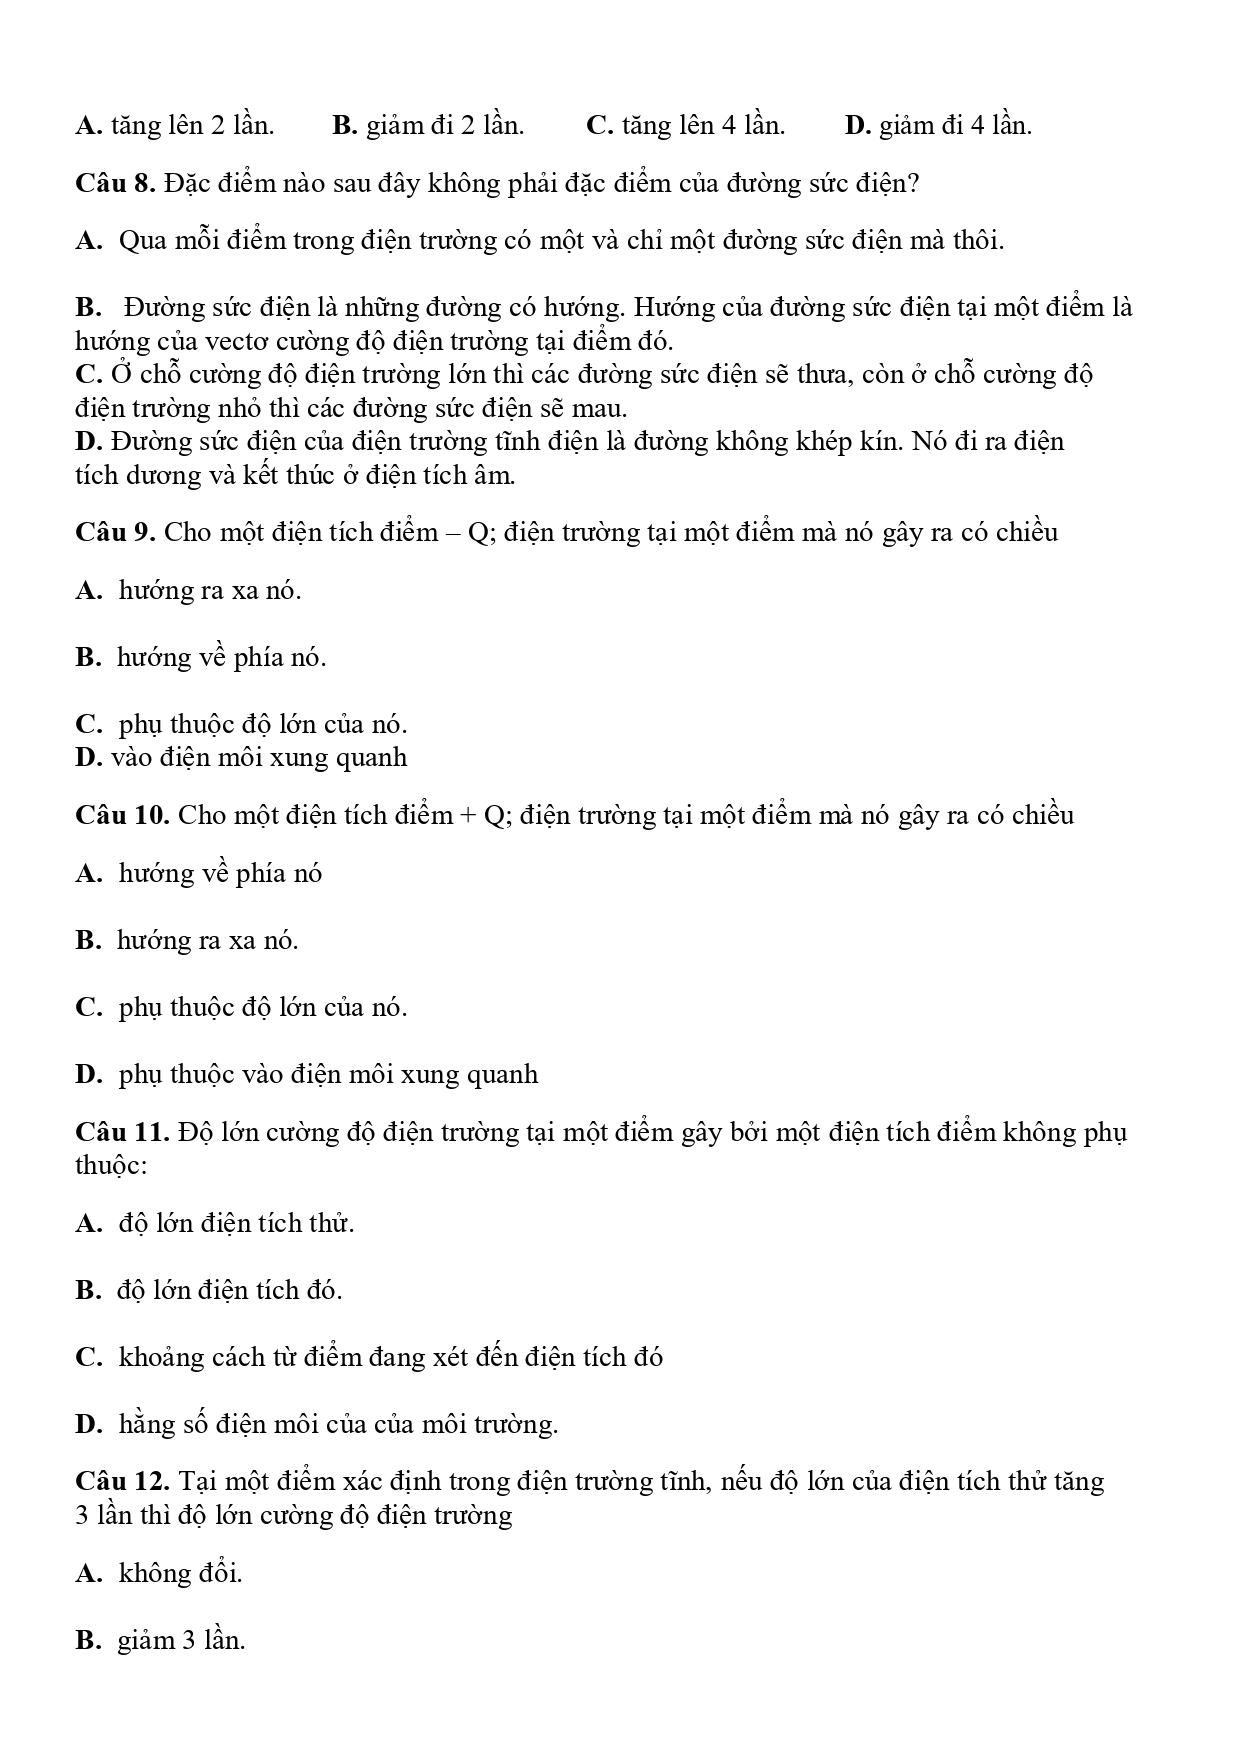 A. tăng lên 2 lần. B. giảm đi 2 lần. C. tăng lên 4 lần. D. giảm đi 4 lần.
Câu 8. Đặc điểm nào sau đây không phải đặc điểm của đường sức điện?
A. Qua mỗi điểm trong điện trường có một và chỉ một đường sức điện mà thôi.
B. Đường sức điện là những đường có hướng. Hướng của đường sức điện tại một điểm là
hướng của vectơ cường độ điện trường tại điểm đó.
C. Ở chỗ cường độ điện trường lớn thì các đường sức điện sẽ thưa, còn ở chỗ cường độ
điện trường nhỏ thì các đường sức điện sẽ mau.
D. Đường sức điện của điện trường tĩnh điện là đường không khép kín. Nó đi ra điện
tích dương và kết thúc ở điện tích âm.
Câu 9. Cho một điện tích điểm – Q; điện trường tại một điểm mà nó gây ra có chiều
A. hướng ra xa nó.
B. hướng về phía nó.
C. phụ thuộc độ lớn của nó.
D. vào điện môi xung quanh
Câu 10. Cho một điện tích điểm + Q; điện trường tại một điểm mà nó gây ra có chiều
A. hướng về phía nó
B. hướng ra xa nó.
C. phụ thuộc độ lớn của nó.
D. phụ thuộc vào điện môi xung quanh
Câu 11. Độ lớn cường độ điện trường tại một điểm gây bởi một điện tích điểm không phụ
thuộc:
A. độ lớn điện tích thử.
B. độ lớn điện tích đó.
C. khoảng cách từ điểm đang xét đến điện tích đó
D. hằng số điện môi của của môi trường.
Câu 12. Tại một điểm xác định trong điện trường tĩnh, nếu độ lớn của điện tích thử tăng
3 lần thì độ lớn cường độ điện trường
A. không đổi.
B. giảm 3 lần.